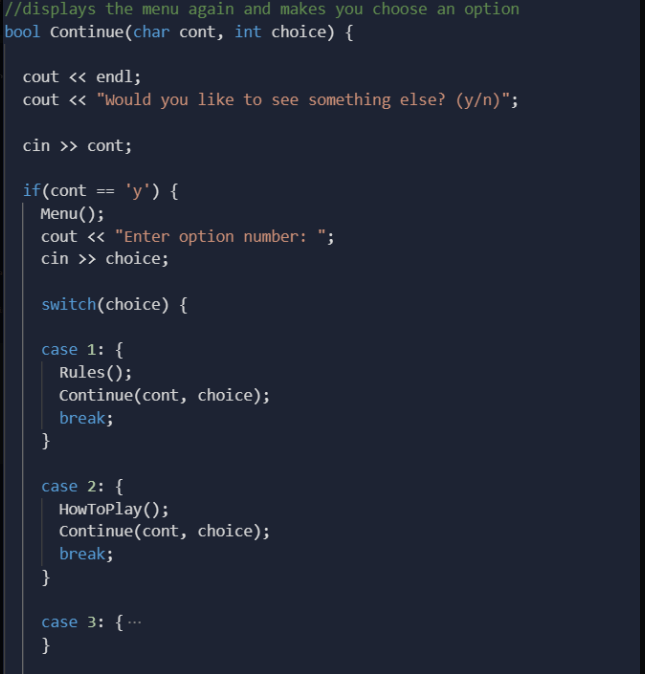 //displays the menu again and makes you choose an option
bool Continue(char cont, int choice) {
cout << endl;
cout << "Would you like to see something else? (y/n)";
cin >> cont;
if(cont == 'y') {
Menu();
cout << "Enter option number: ";
cin >> choice;
switch(choice) {
case 1: {
Rules();
Continue(cont, choice);
break;
}
case 2: {
HowToPlay();
Continue(cont, choice);
break;
}
case 3: {···
}